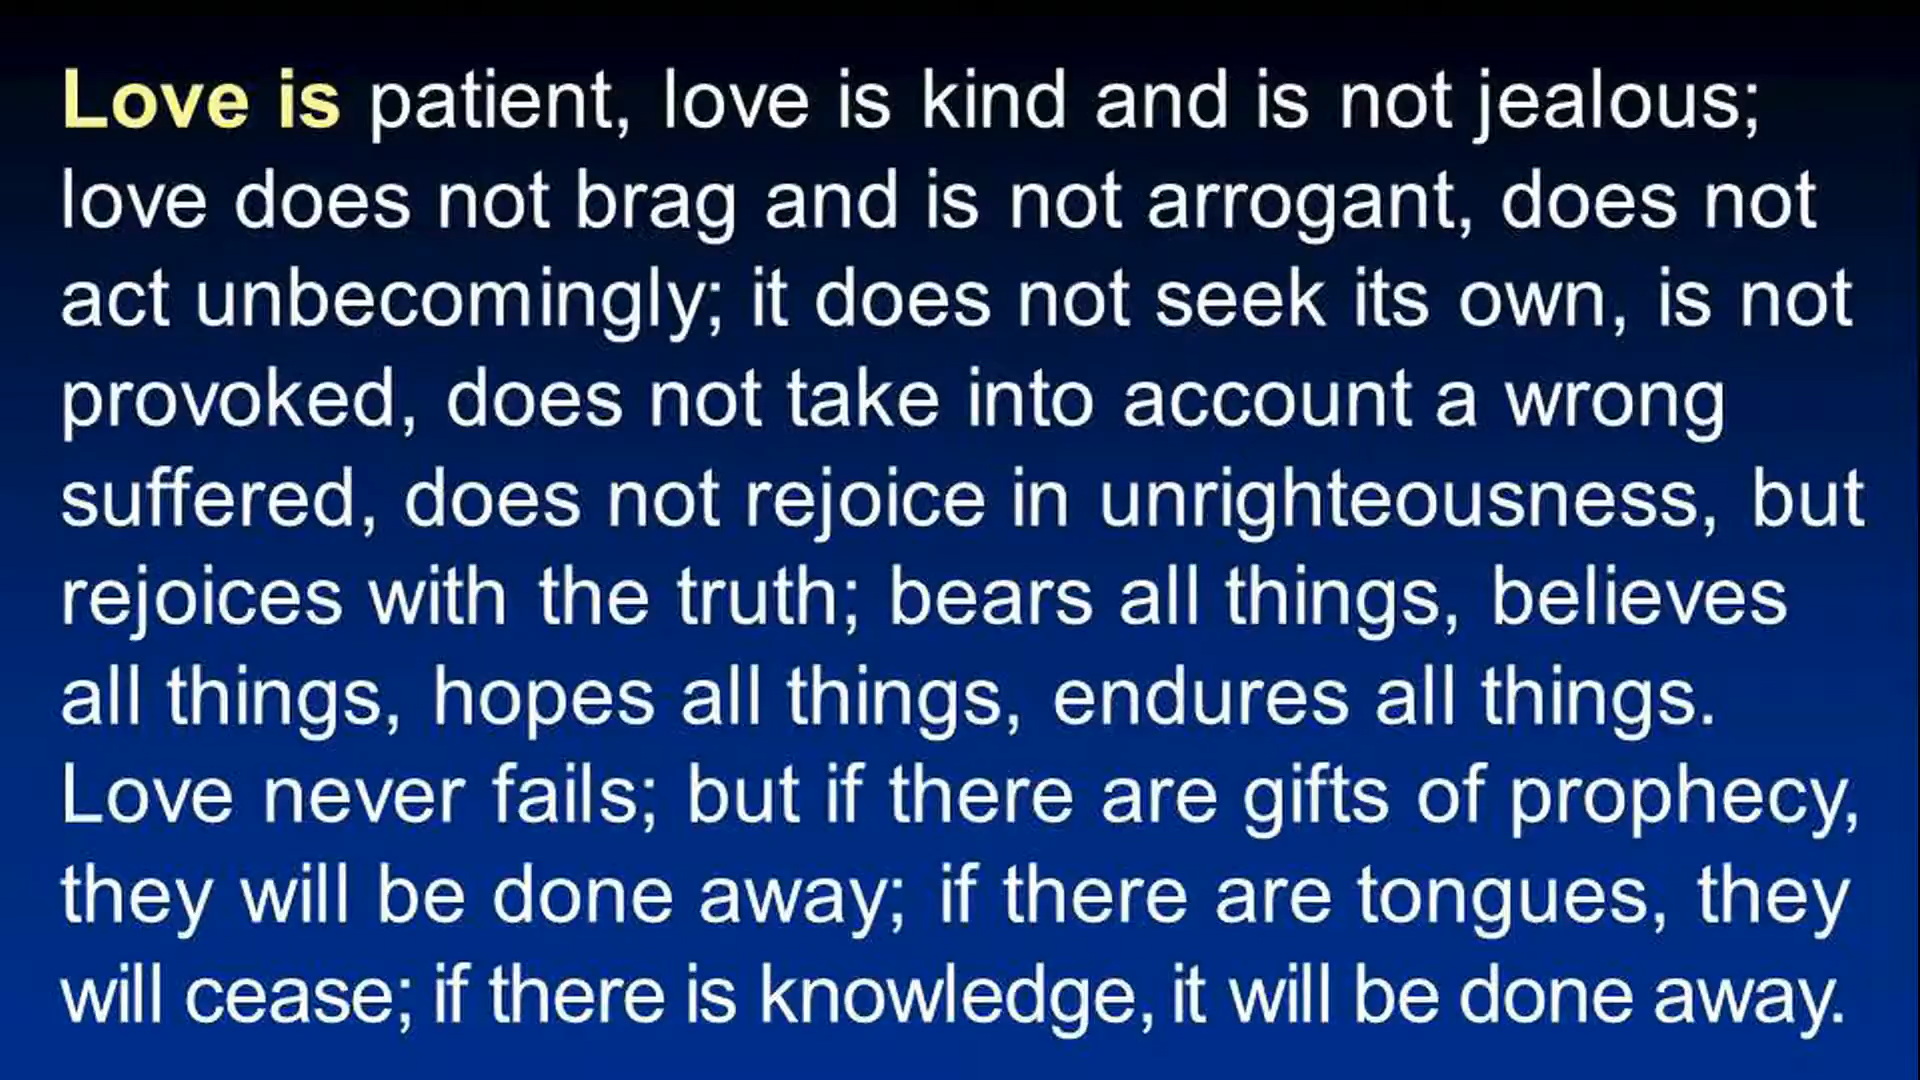 Love is patient, love is kind and is not jealous;
love does not brag and is not arrogant, does not
act unbecomingly; it does not seek its own, is not
provoked, does not take into account a wrong
suffered, does not rejoice in unrighteousness, but
rejoices with the truth; bears all things, believes
all things, hopes all things, endures all things.
Love never fails; but if there are gifts of prophecy,
they will be done away; if there are tongues, they
will cease; if there is knowledge, it will be done away.